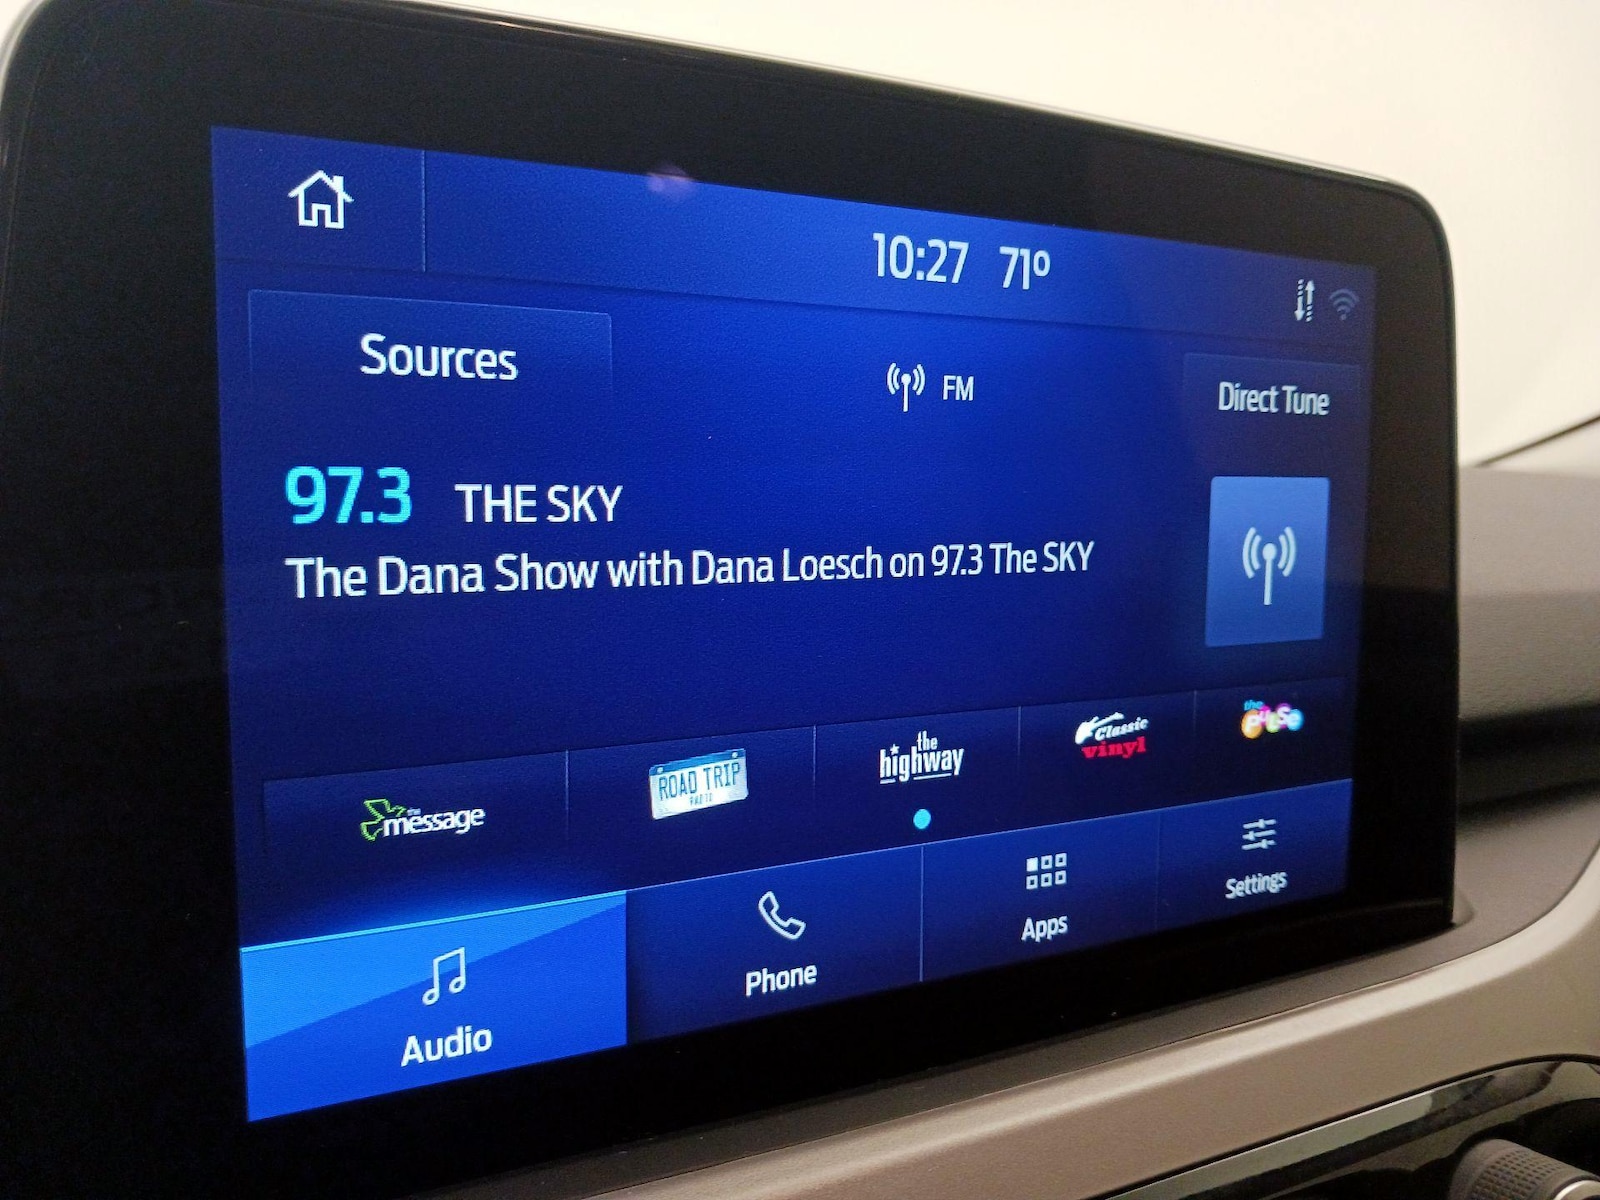 10:27 71°
Sources
FM
Direct Tune
97.3 THE SKY
The Dana Show with Dana Loesch on 97.3 The SKY
the message
ROAD TRIP
RADIO
the
highway
Classic
vinyl
the
PULSE
Audio
Phone
Apps
Settings